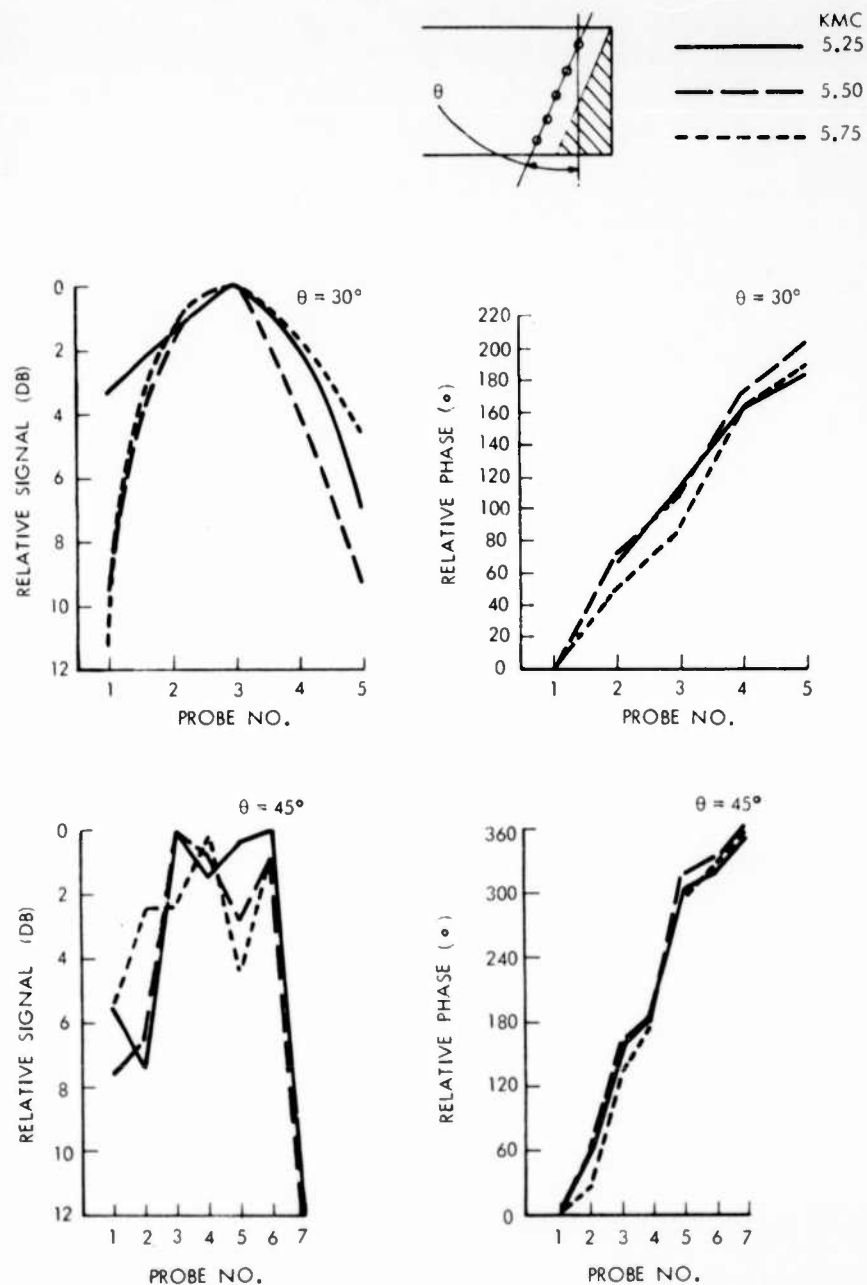 KMC
5.25
5.50
5.75
θ
θ = 30°
RELATIVE SIGNAL (DB)
0
2
4
6
8
10
12
1 2 3 4 5
PROBE NO.
θ = 30°
RELATIVE PHASE (°)
220
200
180
160
140
120
100
80
60
40
20
0
1 2 3 4 5
PROBE NO.
θ = 45°
RELATIVE SIGNAL (DB)
0
2
4
6
8
10
12
1 2 3 4 5 6 7
PROBE NO.
θ = 45°
RELATIVE PHASE (°)
360
300
240
180
120
60
0
1 2 3 4 5 6 7
PROBE NO.